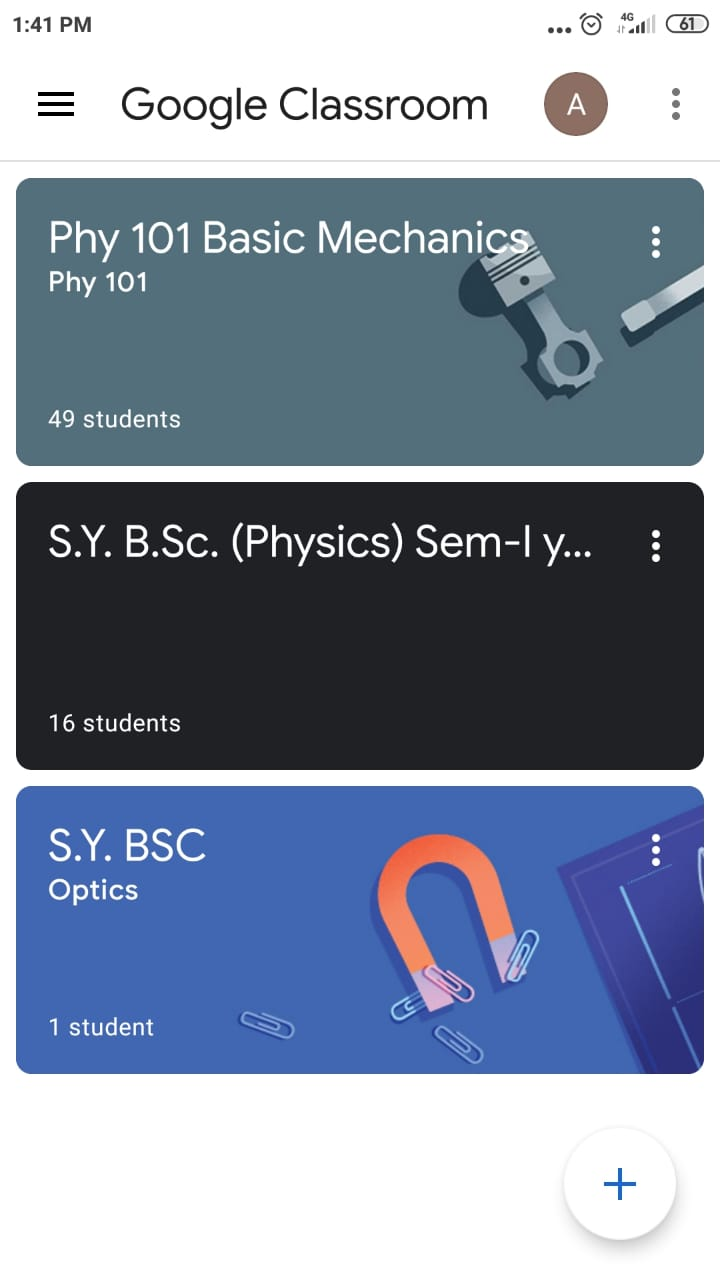 1:41 PM
4G
61
Google Classroom
A
Phy 101 Basic Mechanics
Phy 101
49 students
S.Y. B.Sc. (Physics) Sem-I y...
16 students
S.Y. BSC
Optics
1 student